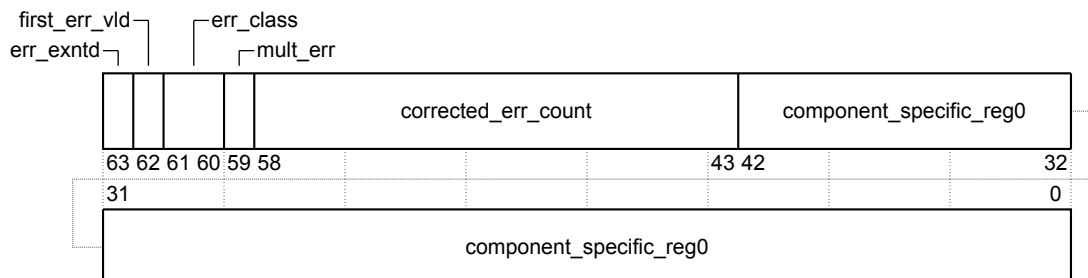 first_err_vld err_class
err_exntd mult_err
corrected_err_count component_specific_reg0
63 62 61 60 59 58 43 42 32
31 0
component_specific_reg0